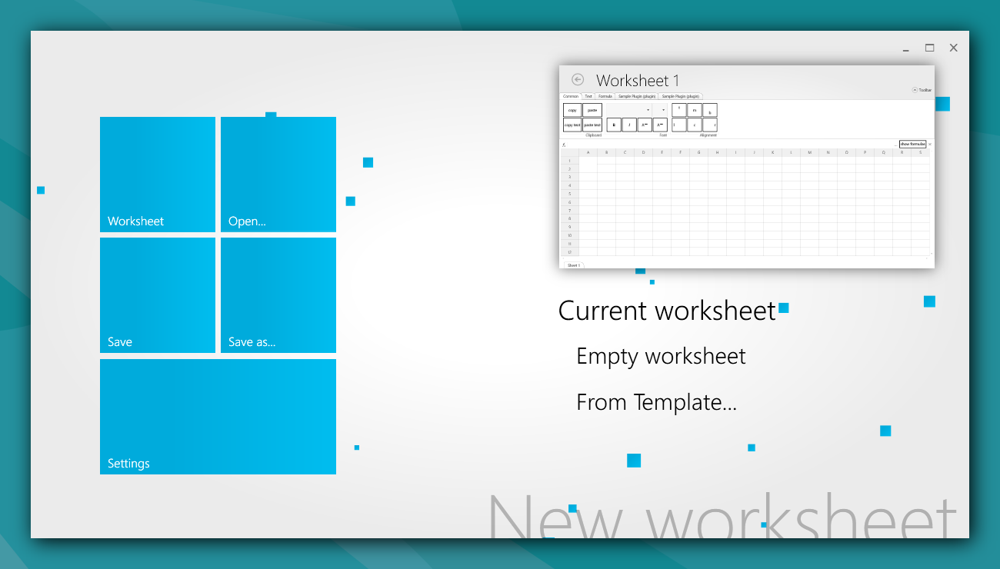 Worksheet
Open...
Save
Save as...
Settings
Worksheet 1
Toolbar
Common Text Formula Sample Plugin (plugin) Sample Plugin (plugin)
copy paste B I A A t m b
copy text paste text l c r
Clipboard Font Alignment
fx ... show formulas
A B C D E F G H I J K L M N O P Q R S
1
2
3
4
5
6
7
8
9
10
11
12
Sheet 1
Current worksheet
Empty worksheet
From Template...
New worksheet